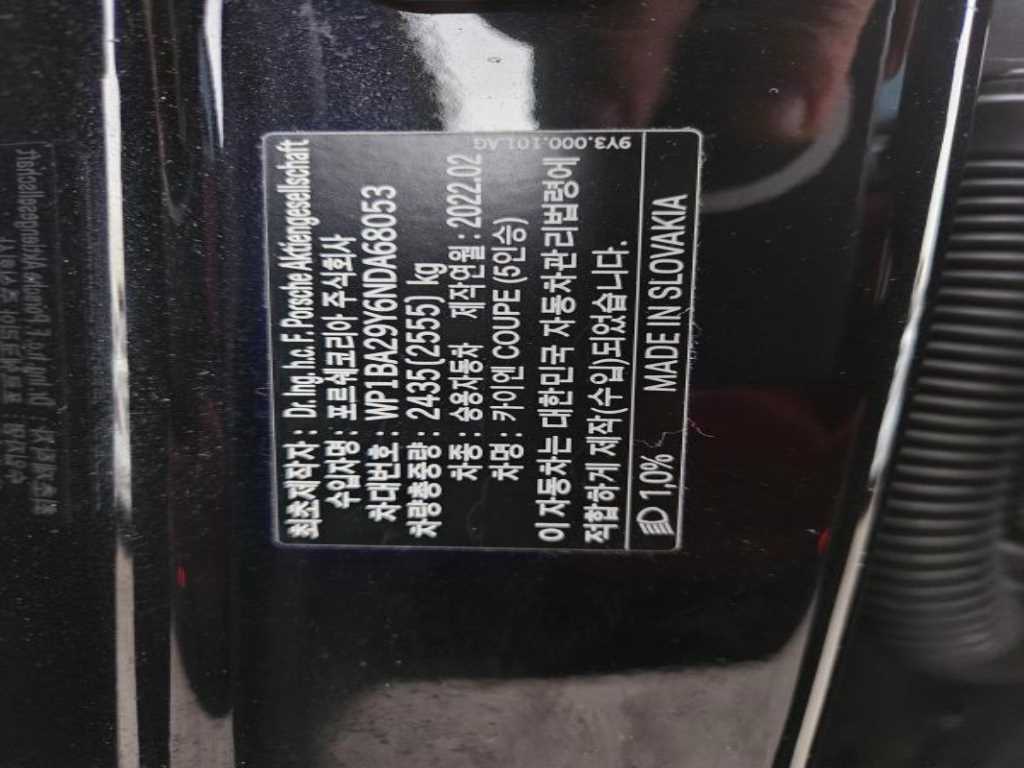 최초제작자 : Dr. Ing. h.c. F. Porsche Aktiengesellschaft
수입자명 : 포르쉐코리아 주식회사
차대번호 : WP1BA29Y6NDA68053
차량총중량 : 2435(2555) kg
차종 : 승용자동차 제작연월 : 2022.02
차명 : 카이엔 COUPE (5인승)
9Y3.000.101.AG
이 자동차는 대한민국 자동차관리법령에
적합하게 제작(수입)되었습니다.
1,0% MADE IN SLOVAKIA